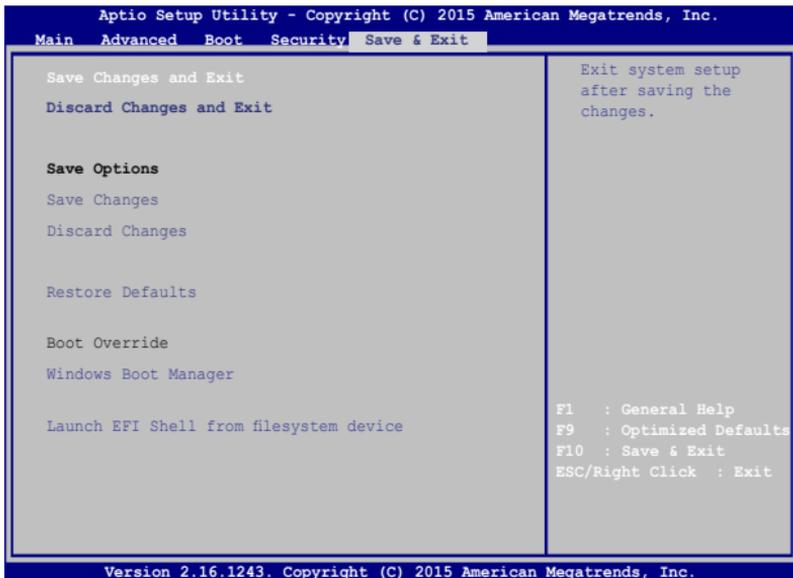 Aptio Setup Utility - Copyright (C) 2015 American Megatrends, Inc.
Main Advanced Boot Security Save & Exit
Save Changes and Exit
Discard Changes and Exit
Save Options
Save Changes
Discard Changes
Restore Defaults
Boot Override
Windows Boot Manager
Launch EFI Shell from filesystem device
Exit system setup
after saving the
changes.
F1 : General Help
F9 : Optimized Defaults
F10 : Save & Exit
ESC/Right Click : Exit
Version 2.16.1243. Copyright (C) 2015 American Megatrends, Inc.